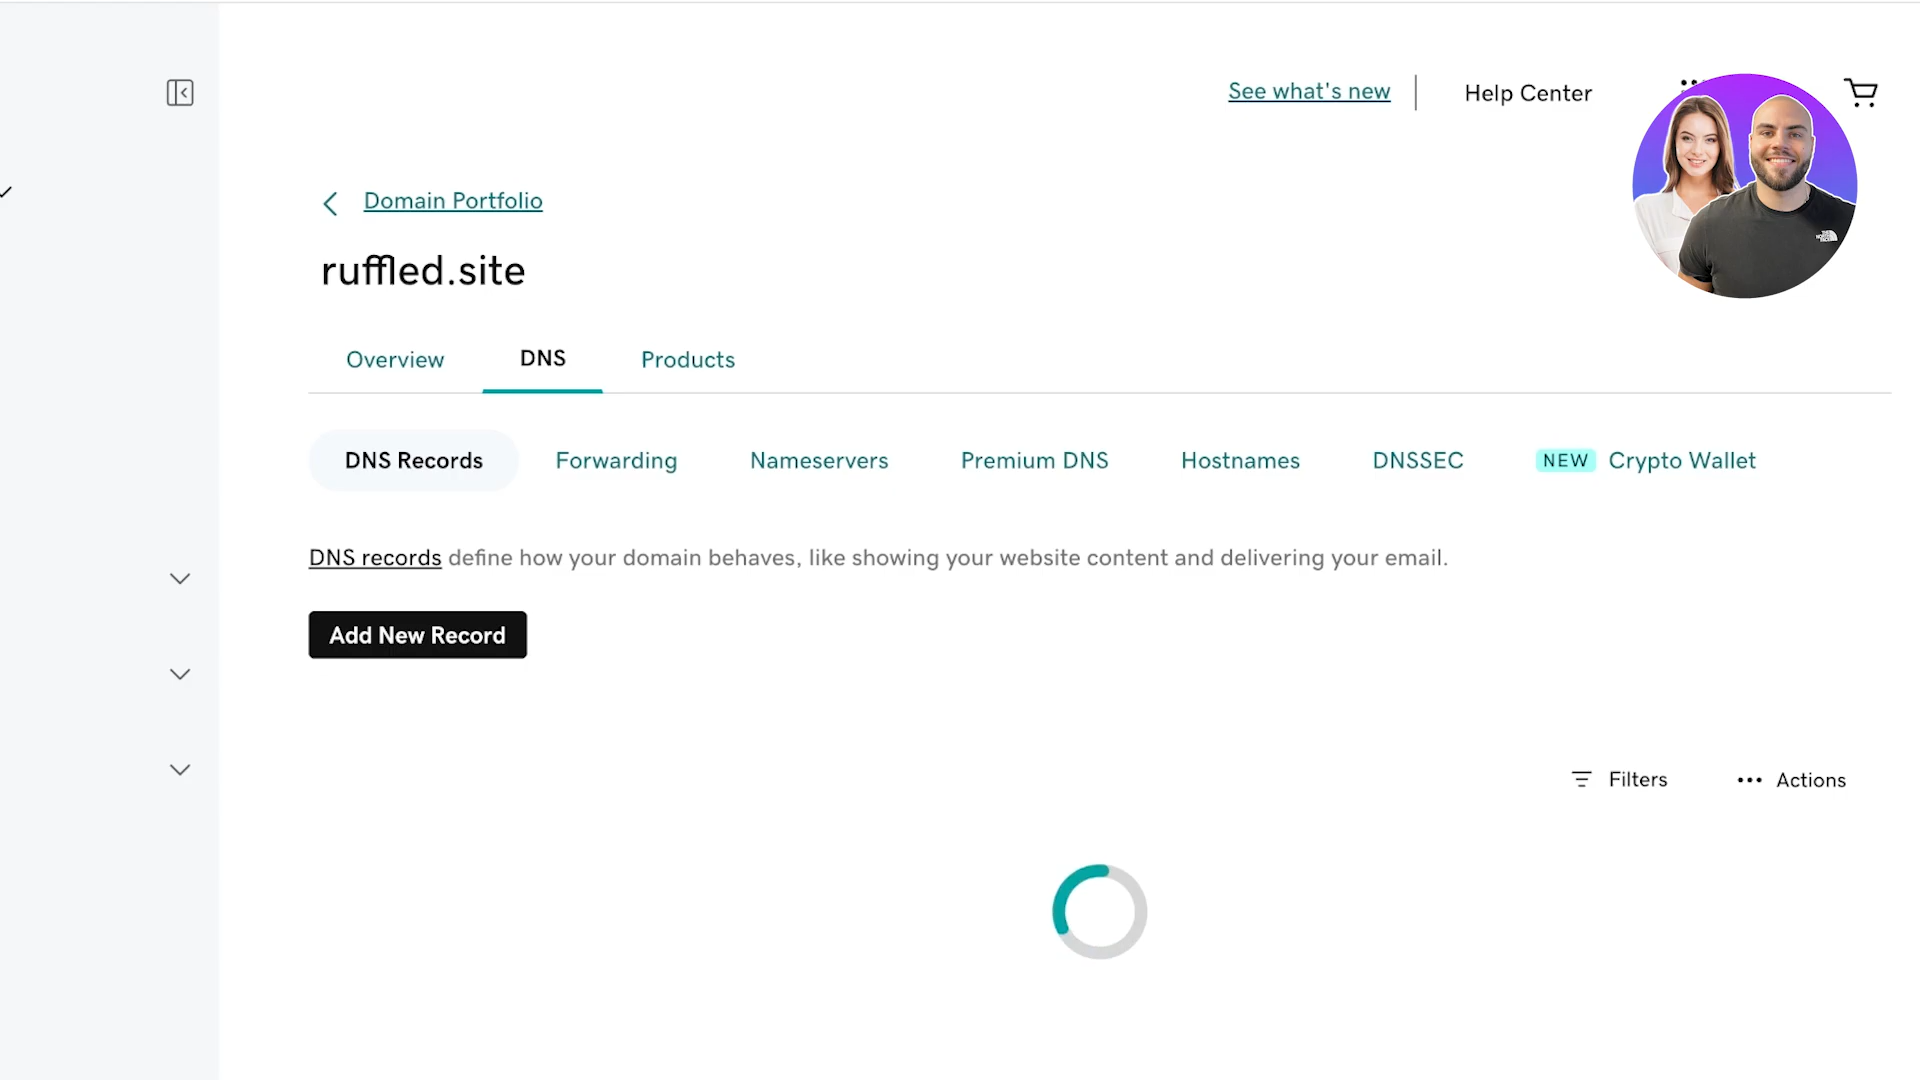 See what's new
Help Center
Domain Portfolio
ruffled.site
Overview
DNS
Products
DNS Records
Forwarding
Nameservers
Premium DNS
Hostnames
DNSSEC
NEW Crypto Wallet
DNS records define how your domain behaves, like showing your website content and delivering your email.
Add New Record
Filters
Actions